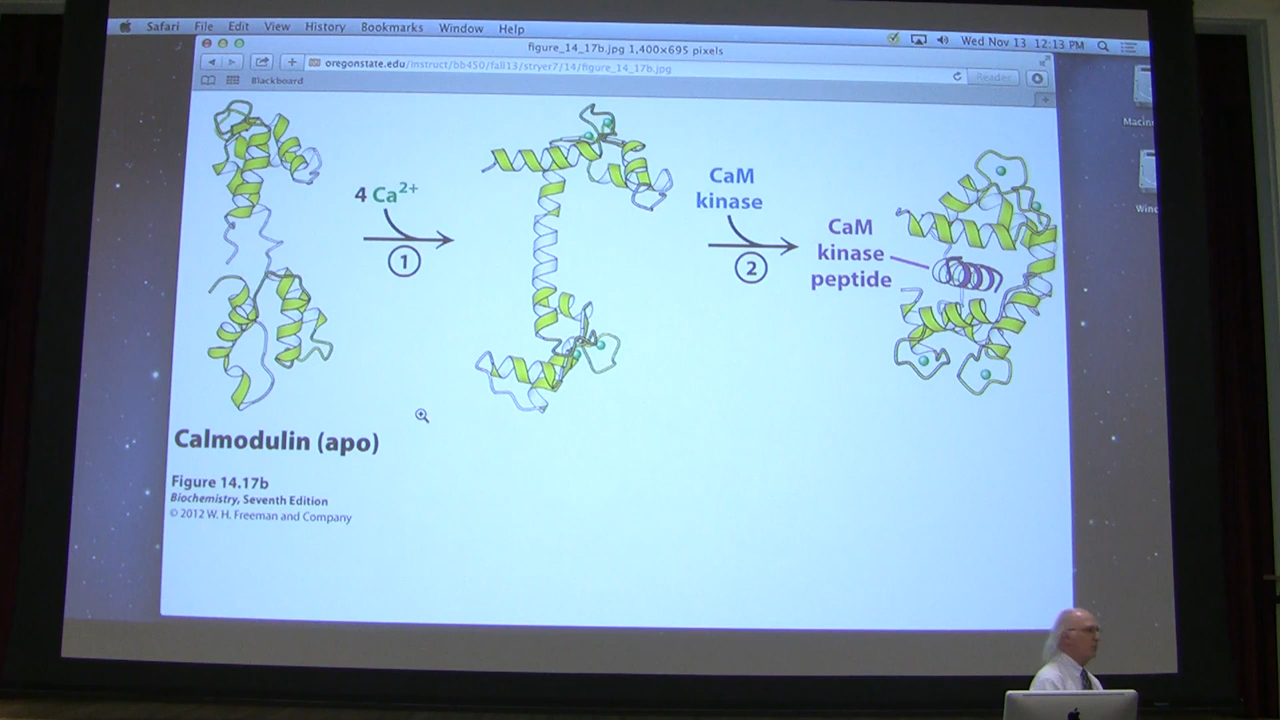 Safari File Edit View History Bookmarks Window Help
Wed Nov 13 12:13 PM
figure_14_17b.jpg 1,400×695 pixels
oregonstate.edu/instruct/bb450/fall13/stryer7/14/figure_14_17b.jpg
Reader
Blackboard
4 Ca2+
1
CaM
kinase
2
CaM
kinase
peptide
Calmodulin (apo)
Figure 14.17b
Biochemistry, Seventh Edition
© 2012 W. H. Freeman and Company